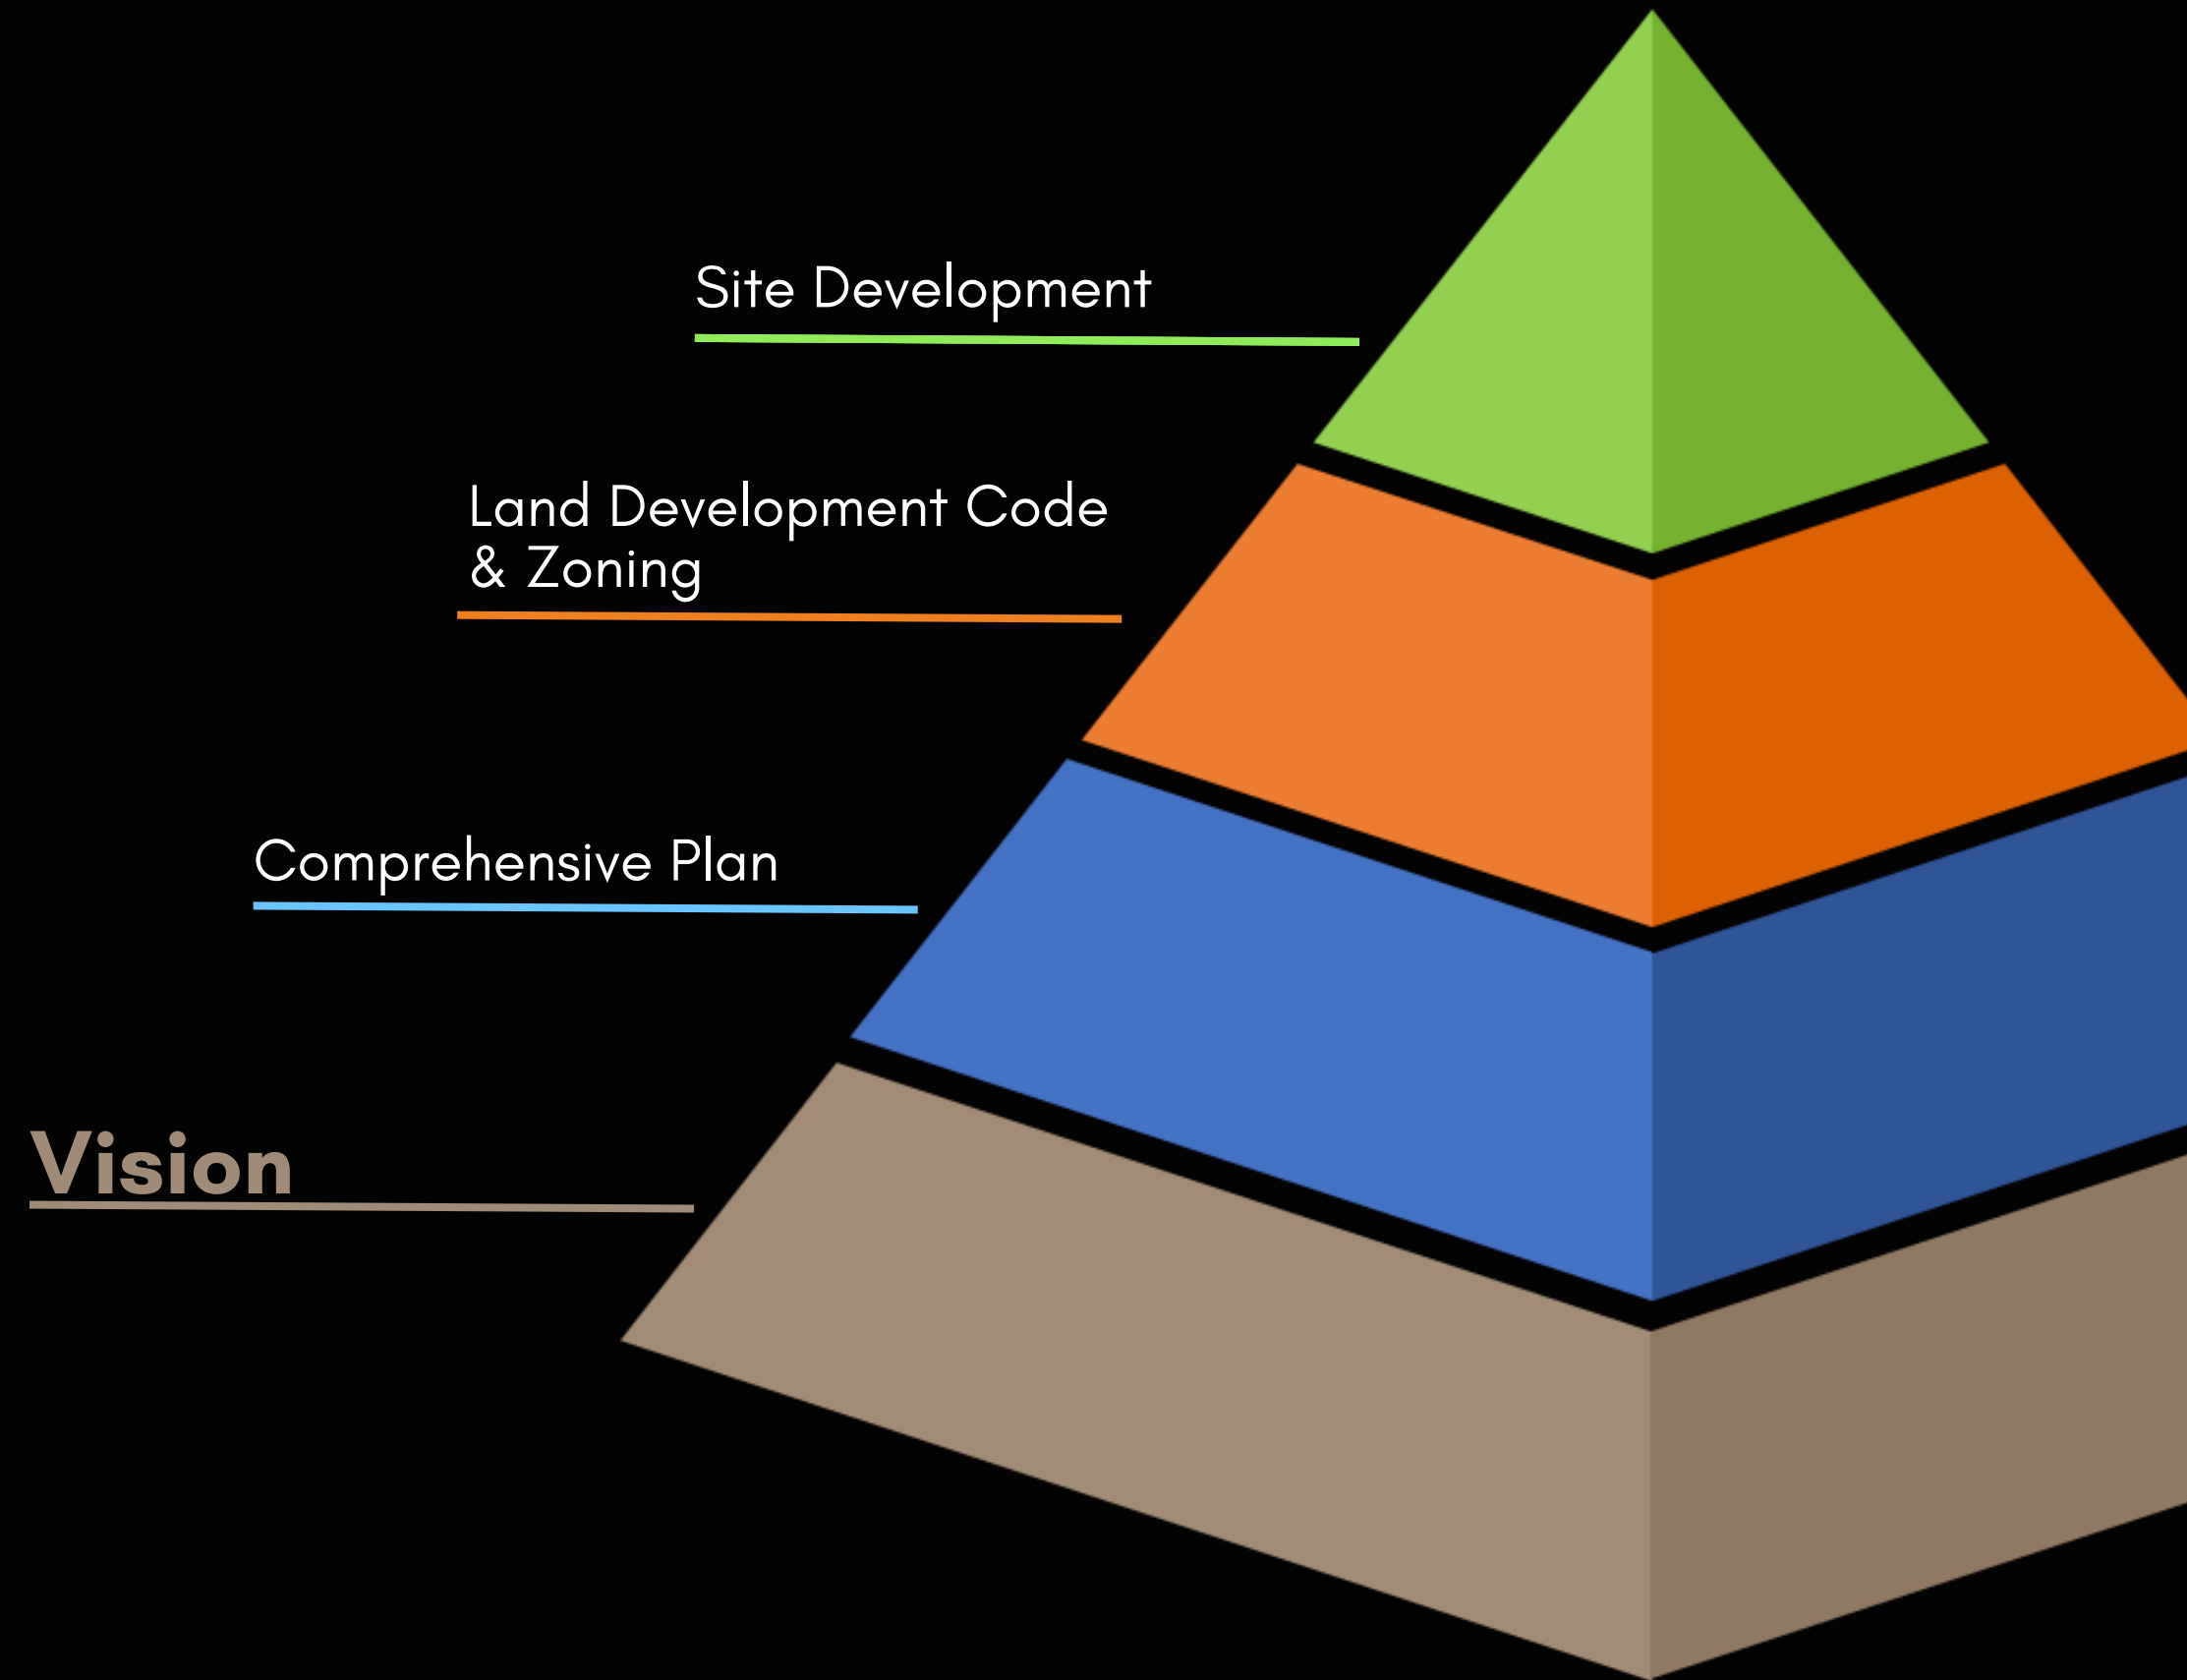 Site Development
Land Development Code
& Zoning
Comprehensive Plan
Vision